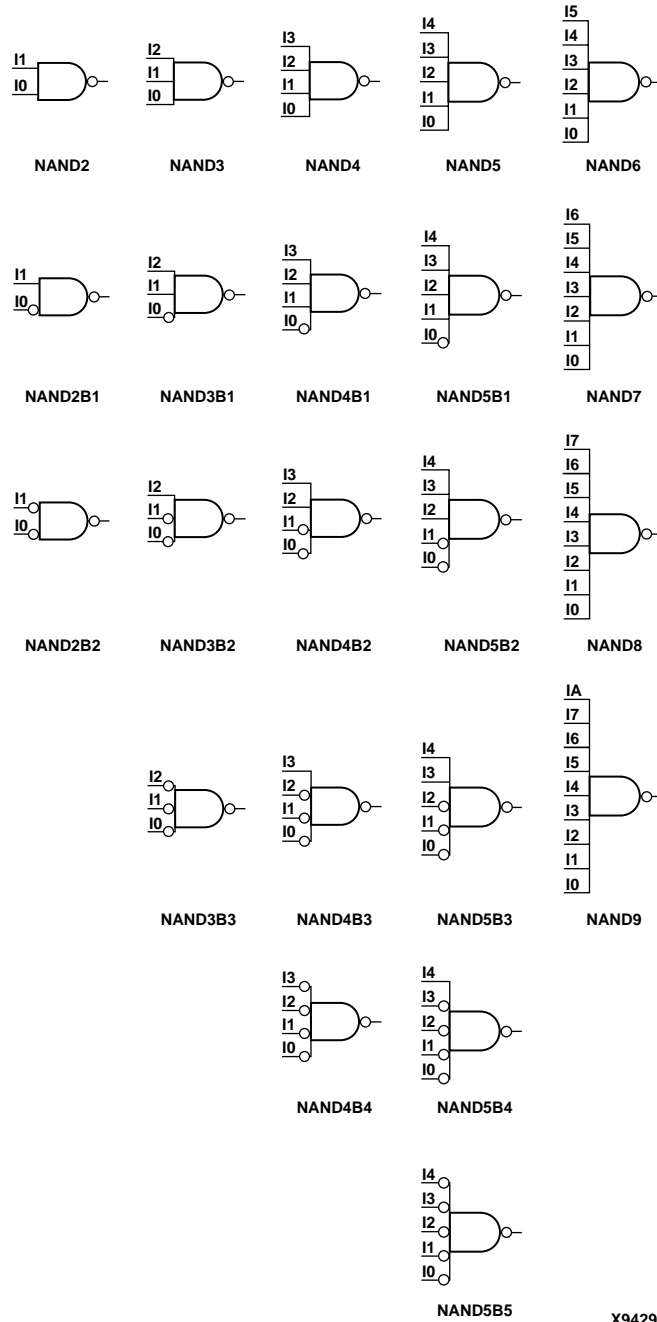 I1
I0
NAND2
I2
I1
I0
NAND3
I3
I2
I1
I0
NAND4
I4
I3
I2
I1
I0
NAND5
I5
I4
I3
I2
I1
I0
NAND6
I1
I0
NAND2B1
I2
I1
I0
NAND3B1
I3
I2
I1
I0
NAND4B1
I4
I3
I2
I1
I0
NAND5B1
I6
I5
I4
I3
I2
I1
I0
NAND7
I1
I0
NAND2B2
I2
I1
I0
NAND3B2
I3
I2
I1
I0
NAND4B2
I4
I3
I2
I1
I0
NAND5B2
I7
I6
I5
I4
I3
I2
I1
I0
NAND8
I2
I1
I0
NAND3B3
I3
I2
I1
I0
NAND4B3
I4
I3
I2
I1
I0
NAND5B3
IA
I7
I6
I5
I4
I3
I2
I1
I0
NAND9
I3
I2
I1
I0
NAND4B4
I4
I3
I2
I1
I0
NAND5B4
I4
I3
I2
I1
I0
NAND5B5
X9429